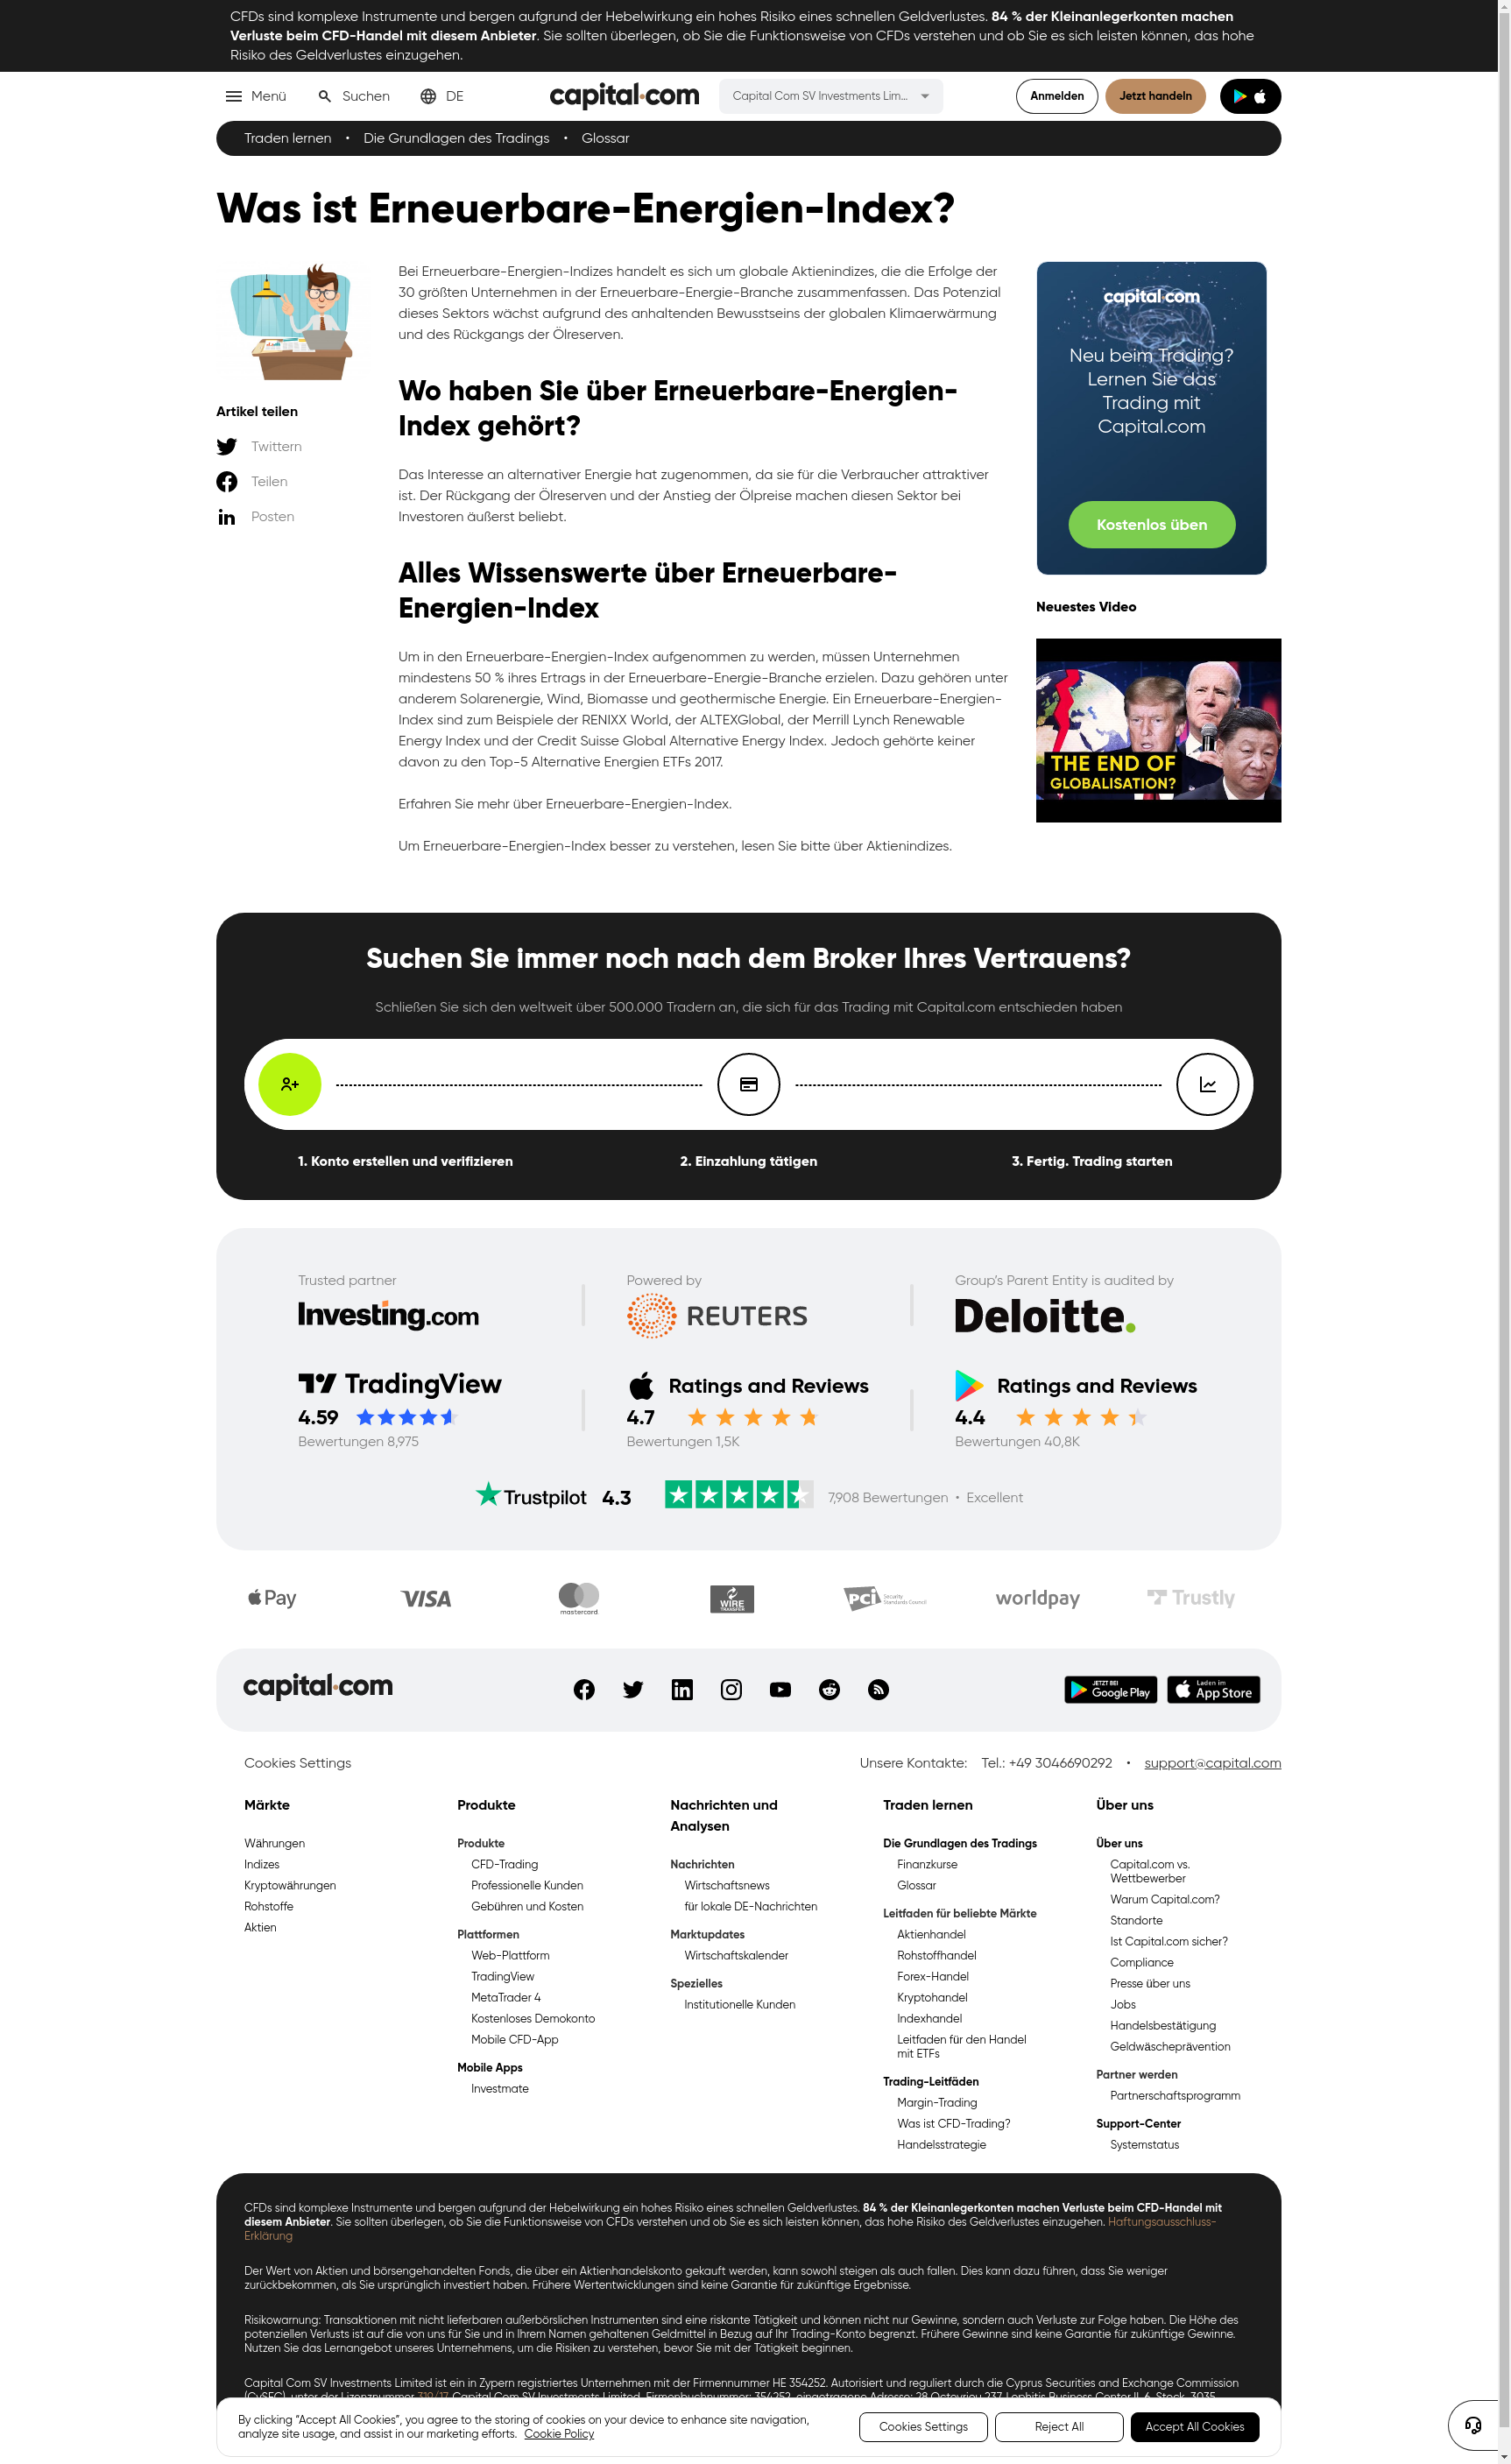 CFDs sind komplexe Instrumente und bergen aufgrund der Hebelwirkung ein hohes Risiko eines schnellen Geldverlustes. 84 % der Kleinanlegerkonten machen
Verluste beim CFD-Handel mit diesem Anbieter. Sie sollten überlegen, ob Sie die Funktionsweise von CFDs verstehen und ob Sie es sich leisten können, das hohe
Risiko des Geldverlustes einzugehen.
Menü
Suchen
DE
capital.com
Capital Com SV Investments Lim...
Anmelden
Jetzt handeln
Traden lernen • Die Grundlagen des Tradings • Glossar
Was ist Erneuerbare-Energien-Index?
Artikel teilen
Twittern
Teilen
Posten
Bei Erneuerbare-Energien-Indizes handelt es sich um globale Aktienindizes, die die Erfolge der
30 größten Unternehmen in der Erneuerbare-Energie-Branche zusammenfassen. Das Potenzial
dieses Sektors wächst aufgrund des anhaltenden Bewusstseins der globalen Klimaerwärmung
und des Rückgangs der Ölreserven.
Wo haben Sie über Erneuerbare-Energien-
Index gehört?
Das Interesse an alternativer Energie hat zugenommen, da sie für die Verbraucher attraktiver
ist. Der Rückgang der Ölreserven und der Anstieg der Ölpreise machen diesen Sektor bei
Investoren äußerst beliebt.
Alles Wissenswerte über Erneuerbare-
Energien-Index
Um in den Erneuerbare-Energien-Index aufgenommen zu werden, müssen Unternehmen
mindestens 50 % ihres Ertrags in der Erneuerbare-Energie-Branche erzielen. Dazu gehören unter
anderem Solarenergie, Wind, Biomasse und geothermische Energie. Ein Erneuerbare-Energien-
Index sind zum Beispiele der RENIXX World, der ALTEXGlobal, der Merrill Lynch Renewable
Energy Index und der Credit Suisse Global Alternative Energy Index. Jedoch gehörte keiner
davon zu den Top-5 Alternative Energien ETFs 2017.
Erfahren Sie mehr über Erneuerbare-Energien-Index.
Um Erneuerbare-Energien-Index besser zu verstehen, lesen Sie bitte über Aktienindizes.
capital.com
Neu beim Trading?
Lernen Sie das
Trading mit
Capital.com
Kostenlos üben
Neuestes Video
THE END OF
GLOBALISATION?
Suchen Sie immer noch nach dem Broker Ihres Vertrauens?
Schließen Sie sich den weltweit über 500.000 Tradern an, die sich für das Trading mit Capital.com entschieden haben
1. Konto erstellen und verifizieren
2. Einzahlung tätigen
3. Fertig. Trading starten
Trusted partner
Investing.com
Powered by
REUTERS
Group's Parent Entity is audited by
Deloitte.
TradingView
4.59
Bewertungen 8,975
Ratings and Reviews
4.7
Bewertungen 1,5K
Ratings and Reviews
4.4
Bewertungen 40,8K
Trustpilot 4.3
7,908 Bewertungen • Excellent
Pay
VISA
mastercard
WIRE
TRANSFER
PCI Security
Standards Council
worldpay
Trustly
capital.com
JETZT BEI
Google Play
Laden im
App Store
Cookies Settings
Unsere Kontakte: Tel.: +49 3046690292 • support@capital.com
Märkte
Währungen
Indizes
Kryptowährungen
Rohstoffe
Aktien
Produkte
Produkte
CFD-Trading
Professionelle Kunden
Gebühren und Kosten
Plattformen
Web-Plattform
TradingView
MetaTrader 4
Kostenloses Demokonto
Mobile CFD-App
Mobile Apps
Investmate
Nachrichten und
Analysen
Nachrichten
Wirtschaftsnews
für lokale DE-Nachrichten
Marktupdates
Wirtschaftskalender
Spezielles
Institutionelle Kunden
Traden lernen
Die Grundlagen des Tradings
Finanzkurse
Glossar
Leitfaden für beliebte Märkte
Aktienhandel
Rohstoffhandel
Forex-Handel
Kryptohandel
Indexhandel
Leitfaden für den Handel
mit ETFs
Trading-Leitfäden
Margin-Trading
Was ist CFD-Trading?
Handelsstrategie
Über uns
Über uns
Capital.com vs.
Wettbewerber
Warum Capital.com?
Standorte
Ist Capital.com sicher?
Compliance
Presse über uns
Jobs
Handelsbestätigung
Geldwäscheprävention
Partner werden
Partnerschaftsprogramm
Support-Center
Systemstatus
CFDs sind komplexe Instrumente und bergen aufgrund der Hebelwirkung ein hohes Risiko eines schnellen Geldverlustes. 84 % der Kleinanlegerkonten machen Verluste beim CFD-Handel mit
diesem Anbieter. Sie sollten überlegen, ob Sie die Funktionsweise von CFDs verstehen und ob Sie es sich leisten können, das hohe Risiko des Geldverlustes einzugehen. Haftungsausschluss-
Erklärung
Der Wert von Aktien und börsengehandelten Fonds, die über ein Aktienhandelskonto gekauft werden, kann sowohl steigen als auch fallen. Dies kann dazu führen, dass Sie weniger
zurückbekommen, als Sie ursprünglich investiert haben. Frühere Wertentwicklungen sind keine Garantie für zukünftige Ergebnisse.
Risikowarnung: Transaktionen mit nicht lieferbaren außerbörslichen Instrumenten sind eine riskante Tätigkeit und können nicht nur Gewinne, sondern auch Verluste zur Folge haben. Die Höhe des
potenziellen Verlusts ist auf die von uns für Sie und in Ihrem Namen gehaltenen Geldmittel in Bezug auf Ihr Trading-Konto begrenzt. Frühere Gewinne sind keine Garantie für zukünftige Gewinne.
Nutzen Sie das Lernangebot unseres Unternehmens, um die Risiken zu verstehen, bevor Sie mit der Tätigkeit beginnen.
Capital Com SV Investments Limited ist ein in Zypern registriertes Unternehmen mit der Firmennummer HE 354252. Autorisiert und reguliert durch die Cyprus Securities and Exchange Commission
By clicking "Accept All Cookies", you agree to the storing of cookies on your device to enhance site navigation,
analyze site usage, and assist in our marketing efforts. Cookie Policy
Cookies Settings
Reject All
Accept All Cookies